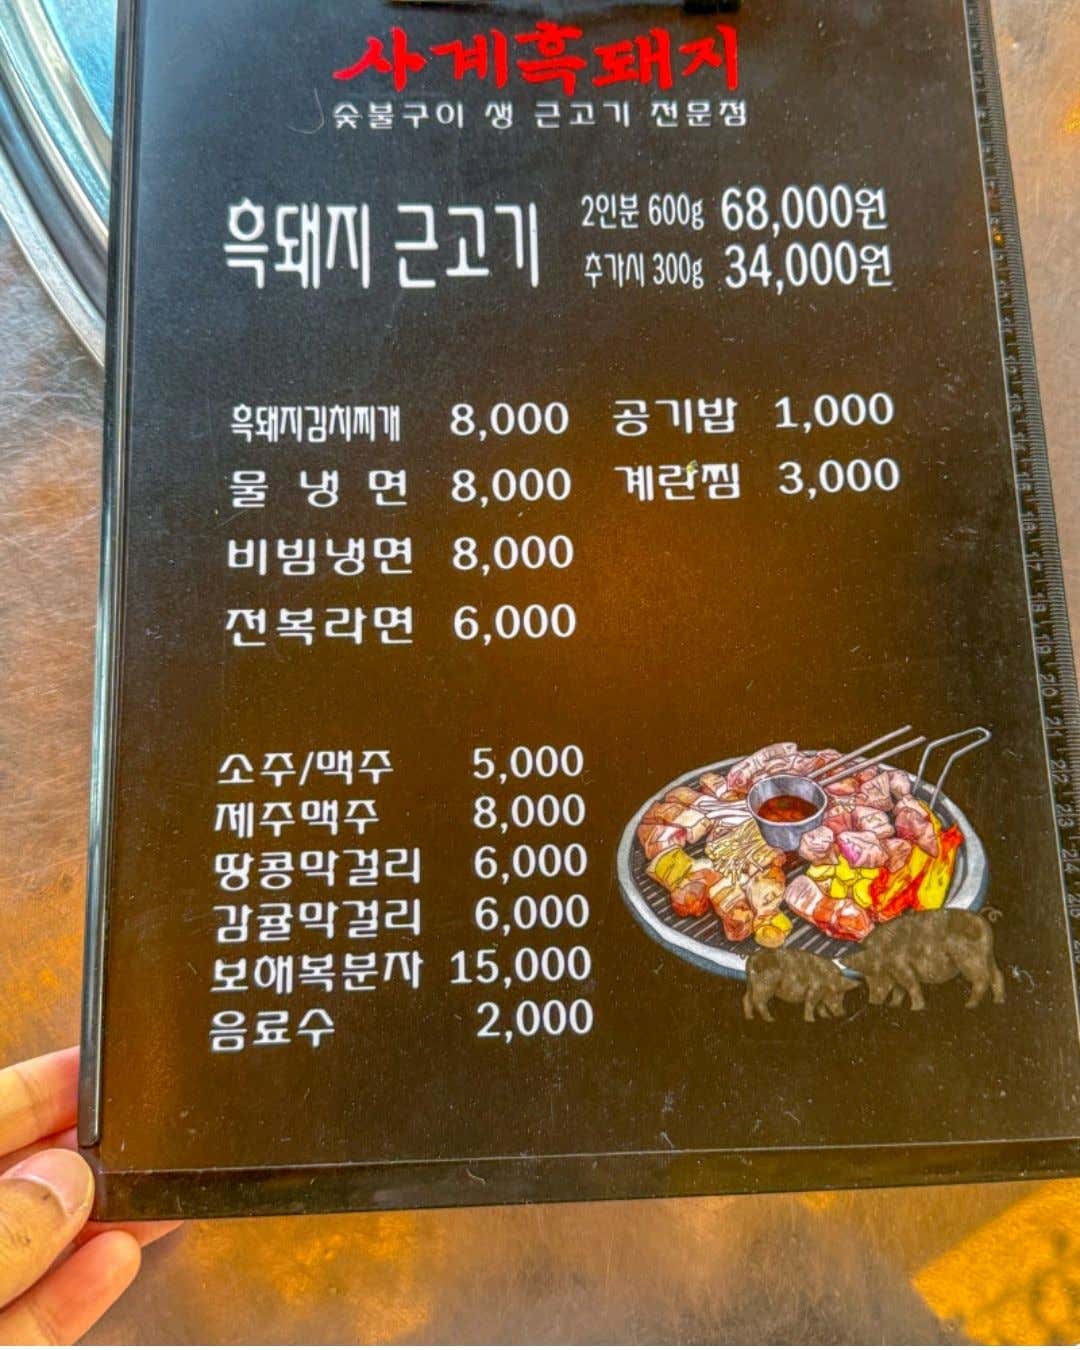 사계흑돼지
숯불구이 생 근고기 전문점
흑돼지 근고기 2인분 600g 68,000원
추가시 300g 34,000원
흑돼지김치찌개 8,000 공기밥 1,000
물냉면 8,000 계란찜 3,000
비빔냉면 8,000
전복라면 6,000
소주/맥주 5,000
제주맥주 8,000
땅콩막걸리 6,000
감귤막걸리 6,000
보해복분자 15,000
음료수 2,000